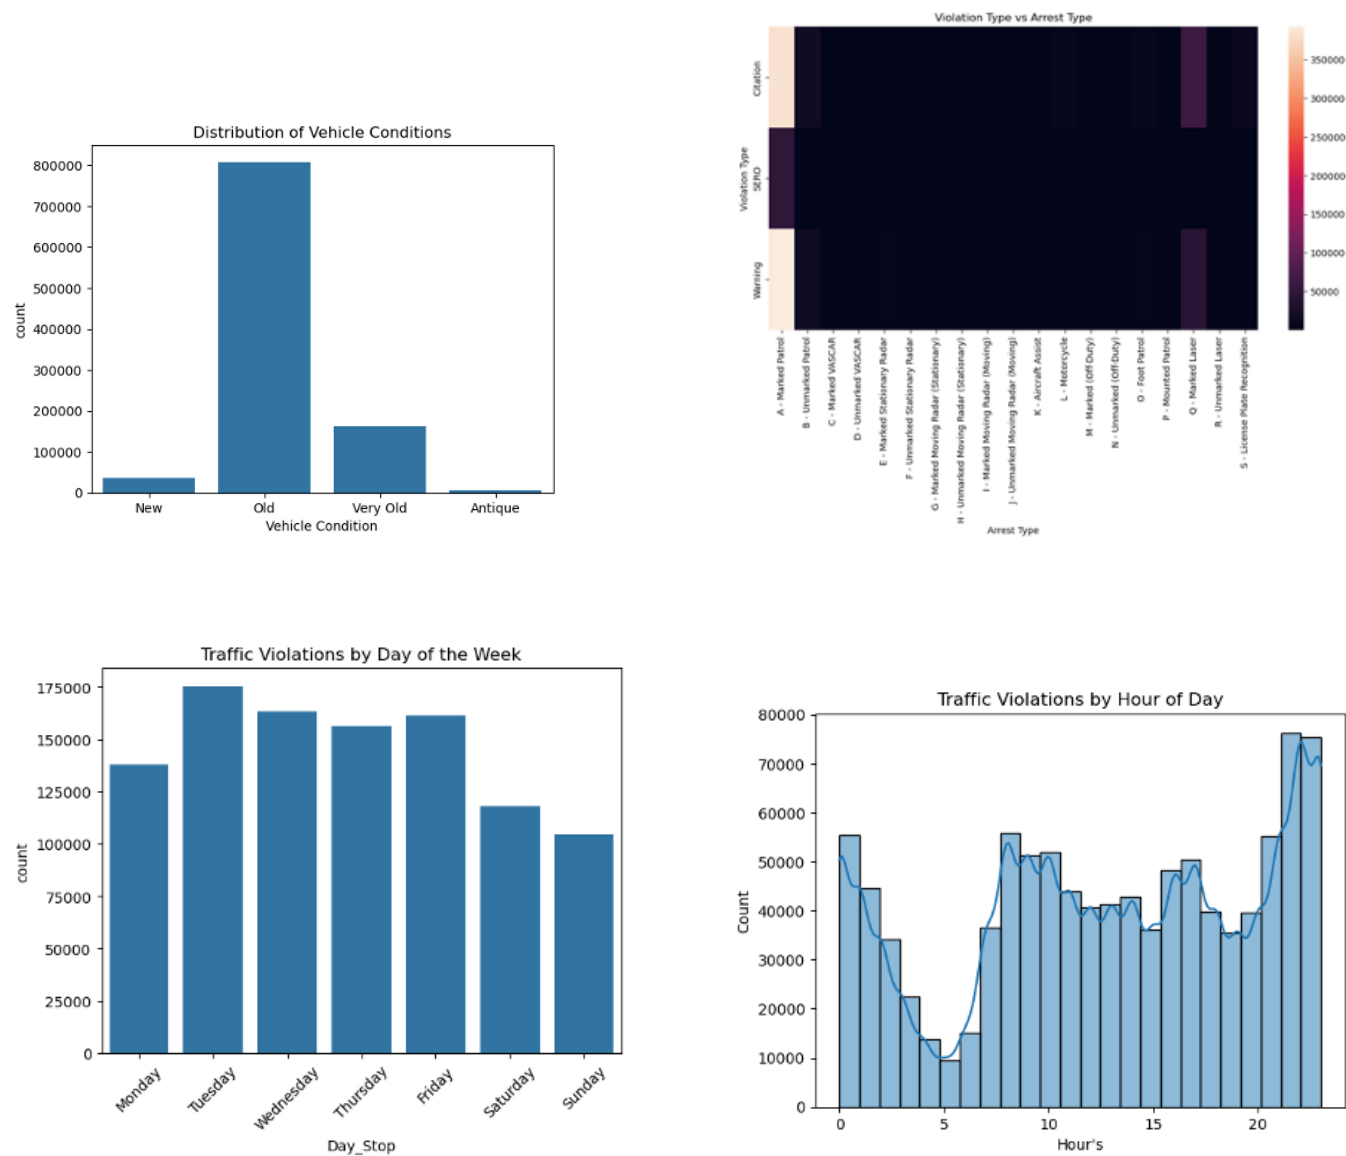 Distribution of Vehicle Conditions
800000
700000
600000
500000
400000
300000
200000
100000
0
count
New Old Very Old Antique
Vehicle Condition
Violation Type vs Arrest Type
Citation
SERO
Warning
Violation Type
A - Marked Patrol
B - Unmarked Patrol
C - Marked VASCAR
D - Unmarked VASCAR
E - Marked Stationary Radar
F - Unmarked Stationary Radar
G - Marked Moving Radar (Stationary)
H - Unmarked Moving Radar (Stationary)
I - Marked Moving Radar (Moving)
J - Unmarked Moving Radar (Moving)
K - Aircraft Assist
L - Motorcycle
M - Marked (Off-Duty)
N - Unmarked (Off-Duty)
O - Foot Patrol
P - Mounted Patrol
Q - Marked Laser
R - Unmarked Laser
S - License Plate Recognition
Arrest Type
350000
300000
250000
200000
150000
100000
50000
Traffic Violations by Day of the Week
175000
150000
125000
100000
75000
50000
25000
0
count
Monday Tuesday Wednesday Thursday Friday Saturday Sunday
Day_Stop
Traffic Violations by Hour of Day
80000
70000
60000
50000
40000
30000
20000
10000
0
Count
0 5 10 15 20
Hour's